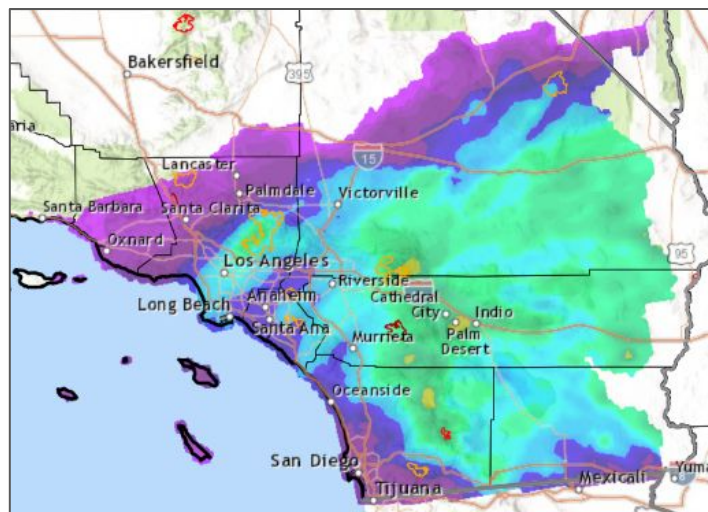 Bakersfield
395
aria
Lancaster
15
Palmdale
Santa Barbara
Santa Clarita
Victorville
Oxnard
95
Los Angeles
Riverside
Long Beach
Anaheim
Cathedral
City
Indio
Santa Ana
Palm
Desert
Murrieta
Oceanside
San Diego
Yuma
8
Tijuana
Mexicali